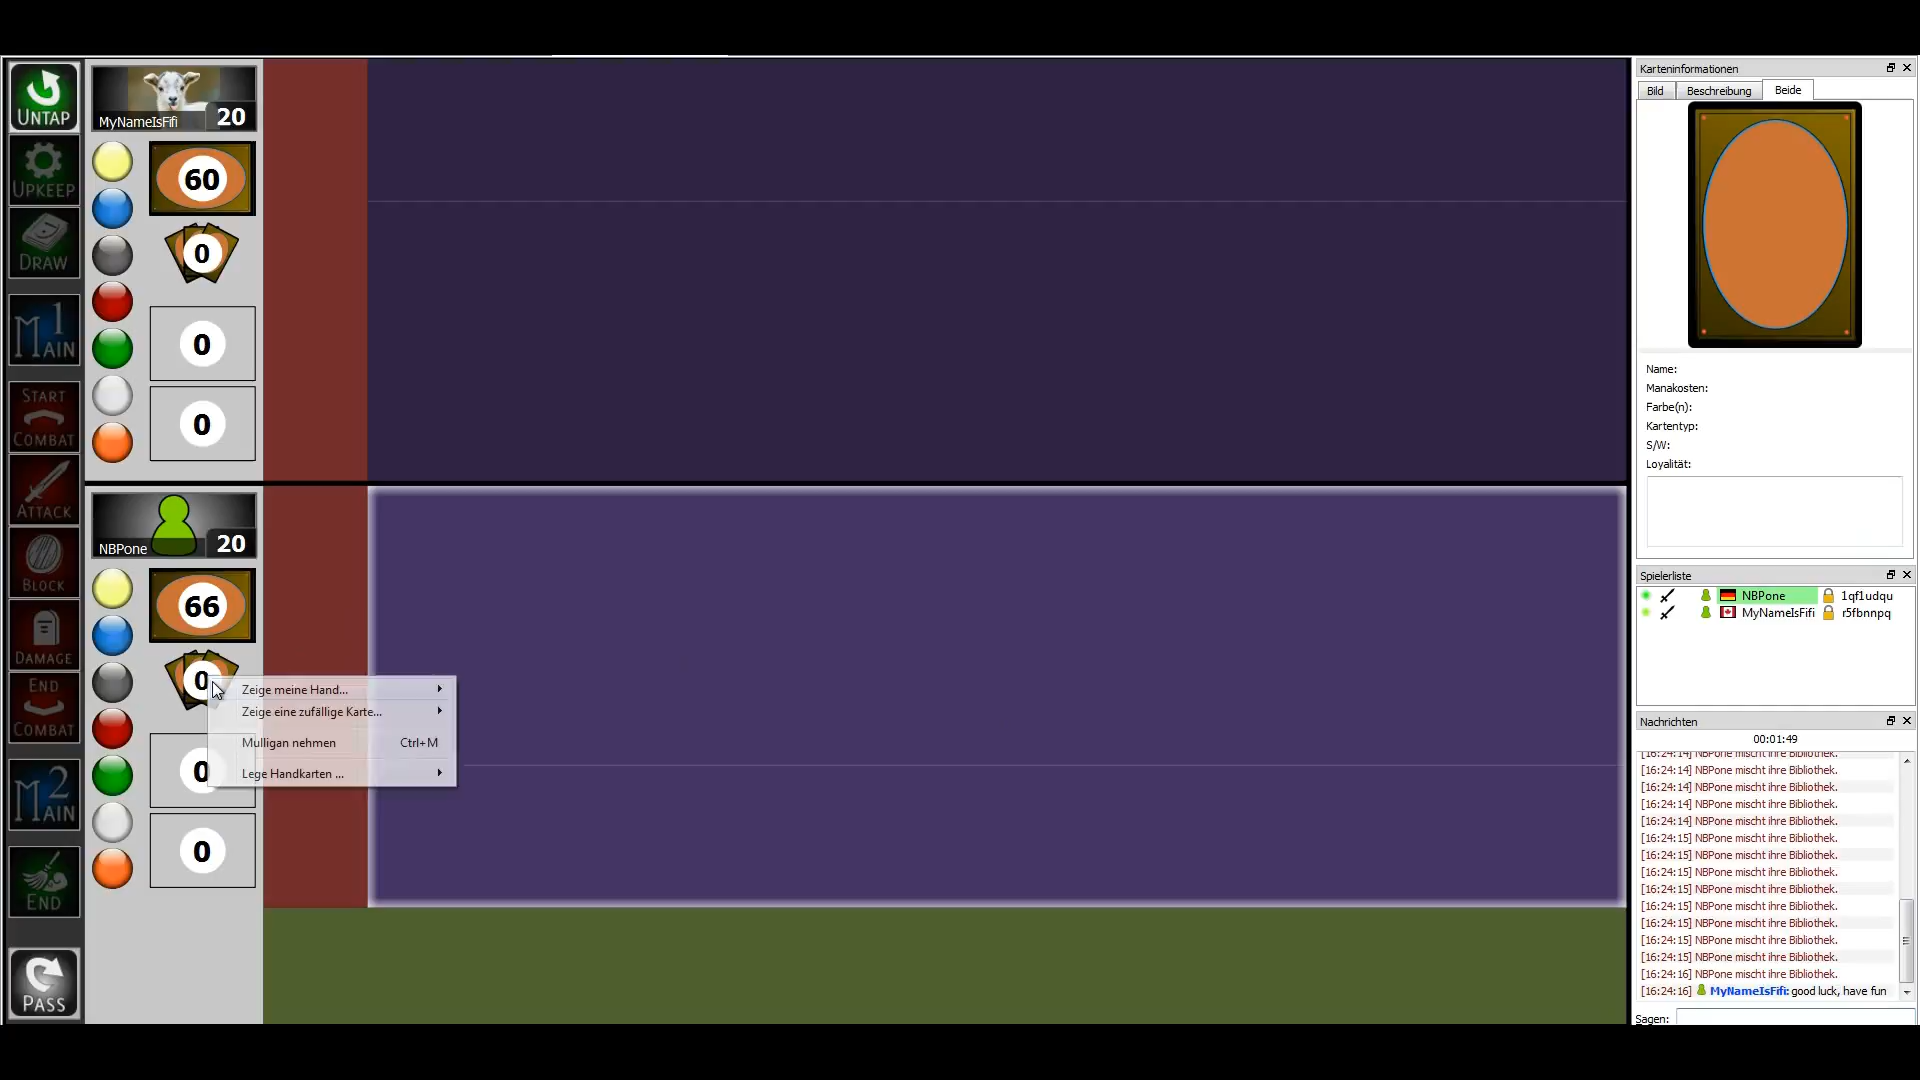 UNTAP
UPKEEP
DRAW
M1
AIN
START
COMBAT
ATTACK
BLOCK
DAMAGE
END
COMBAT
M2
AIN
END
PASS
MyNameIsFifi
20
60
0
0
0
NBPone
20
66
0
0
0
Zeige meine Hand...
Zeige eine zufällige Karte...
Mulligan nehmen Ctrl+M
Lege Handkarten ...
Karteninformationen
Bild Beschreibung Beide
Name:
Manakosten:
Farbe(n):
Kartentyp:
S/W:
Loyalität:
Spielerliste
NBPone 1qf1udqu
MyNameIsFifi r5fbnnpq
Nachrichten
00:01:49
[16:24:14] NBPone mischt ihre Bibliothek.
[16:24:14] NBPone mischt ihre Bibliothek.
[16:24:14] NBPone mischt ihre Bibliothek.
[16:24:14] NBPone mischt ihre Bibliothek.
[16:24:14] NBPone mischt ihre Bibliothek.
[16:24:15] NBPone mischt ihre Bibliothek.
[16:24:15] NBPone mischt ihre Bibliothek.
[16:24:15] NBPone mischt ihre Bibliothek.
[16:24:15] NBPone mischt ihre Bibliothek.
[16:24:15] NBPone mischt ihre Bibliothek.
[16:24:15] NBPone mischt ihre Bibliothek.
[16:24:15] NBPone mischt ihre Bibliothek.
[16:24:15] NBPone mischt ihre Bibliothek.
[16:24:16] NBPone mischt ihre Bibliothek.
[16:24:16] MyNameIsFifi: good luck, have fun
Sagen: